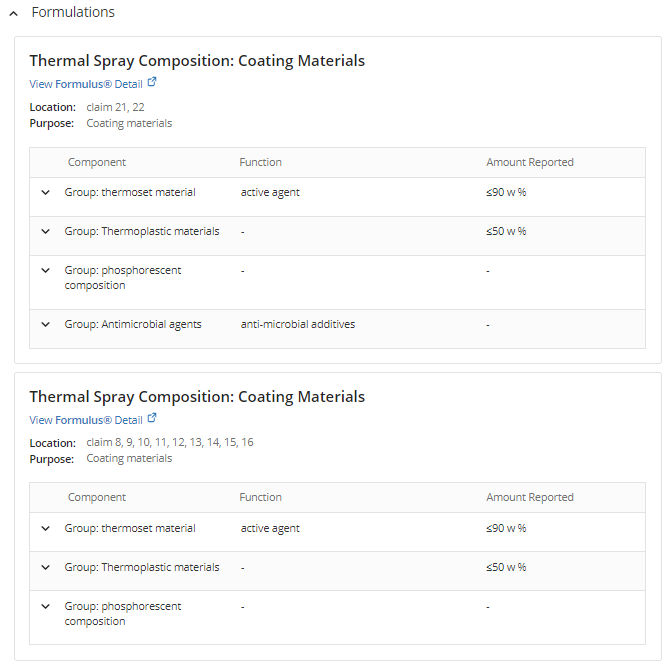 Formulations
Thermal Spray Composition: Coating Materials
View Formulus® Detail
Location: claim 21, 22
Purpose: Coating materials
Component Function Amount Reported
Group: thermoset material active agent ≤90 w %
Group: Thermoplastic materials - ≤50 w %
Group: phosphorescent - -
composition
Group: Antimicrobial agents anti-microbial additives -
Thermal Spray Composition: Coating Materials
View Formulus® Detail
Location: claim 8, 9, 10, 11, 12, 13, 14, 15, 16
Purpose: Coating materials
Component Function Amount Reported
Group: thermoset material active agent ≤90 w %
Group: Thermoplastic materials - ≤50 w %
Group: phosphorescent - -
composition